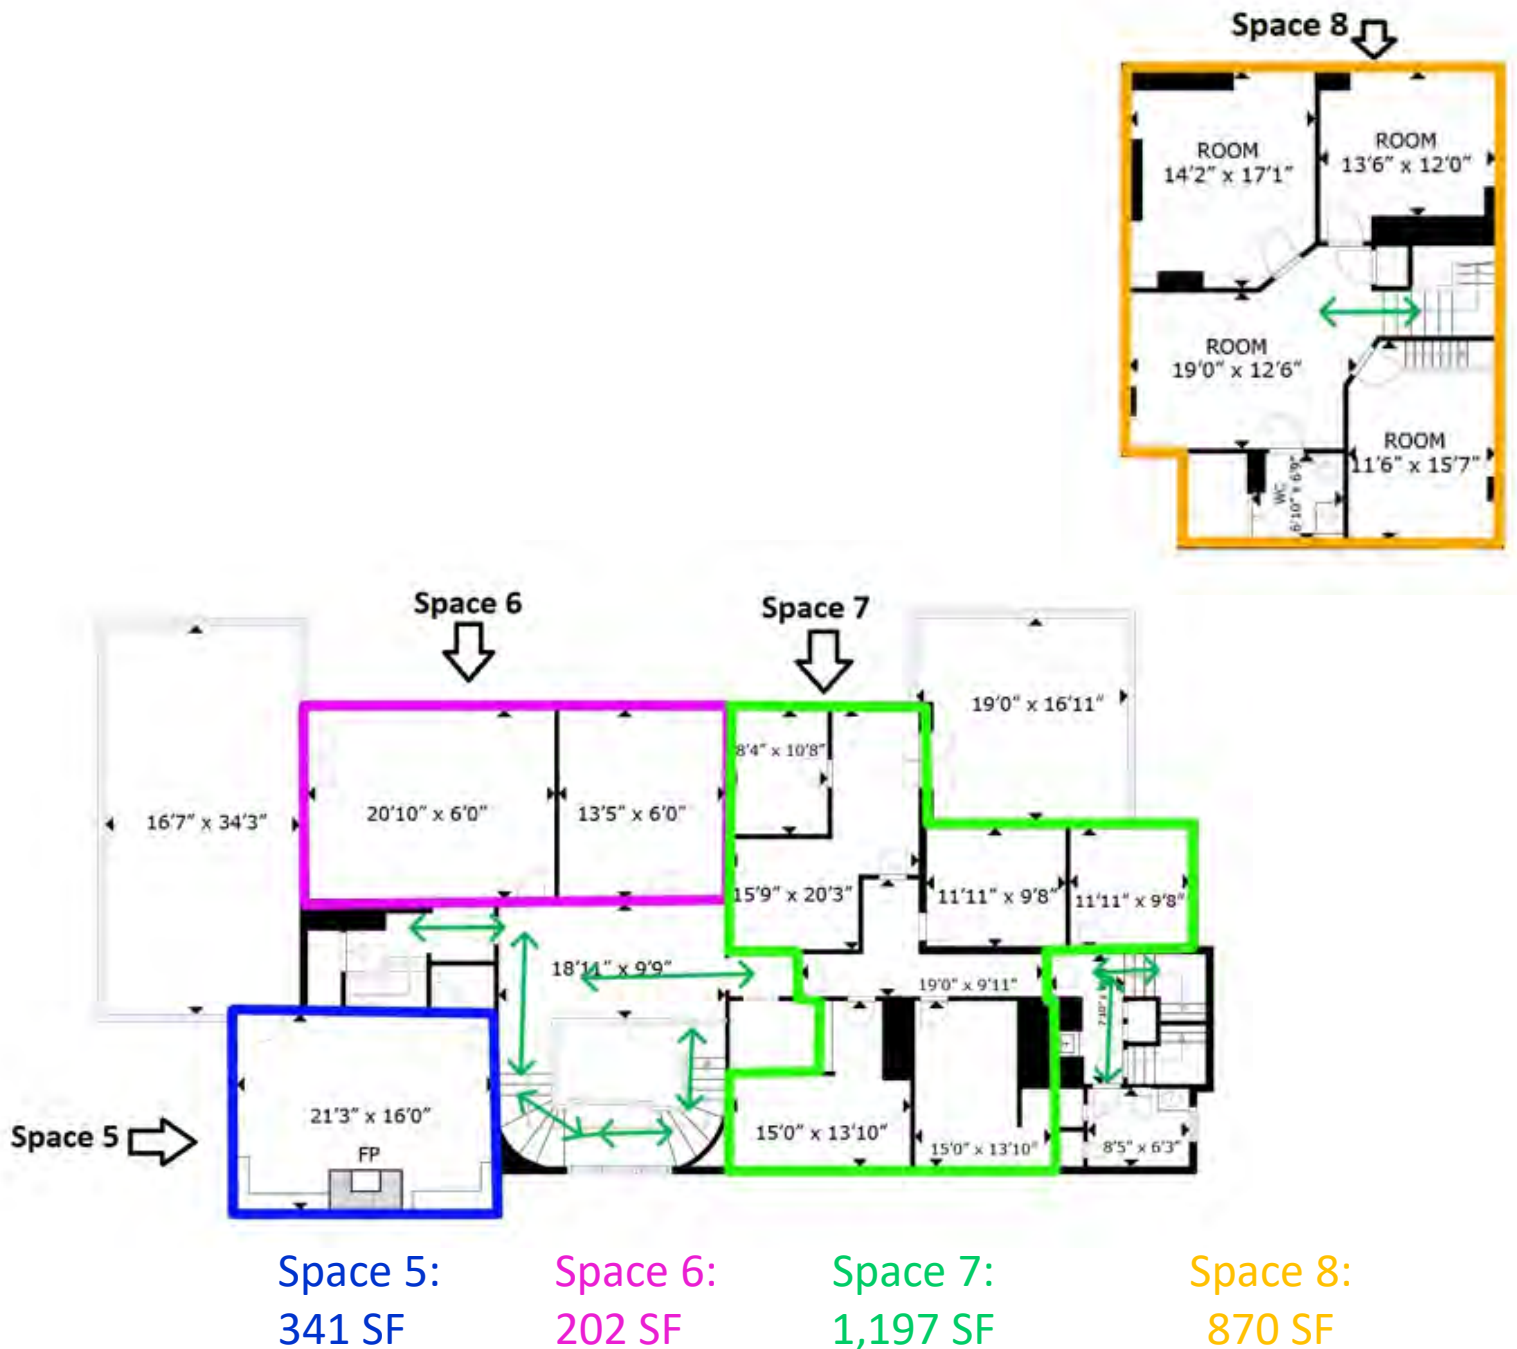 Space 8
ROOM
14'2" x 17'1"
ROOM
13'6" x 12'0"
ROOM
19'0" x 12'6"
ROOM
11'6" x 15'7"
WC
6'10" x 6'9"
Space 6
Space 7
19'0" x 16'11"
8'4" x 10'8"
16'7" x 34'3"
20'10" x 6'0"
13'5" x 6'0"
15'9" x 20'3"
11'11" x 9'8"
11'11" x 9'8"
18'11" x 9'9"
19'0" x 9'11"
7'10" x
21'3" x 16'0"
FP
Space 5
15'0" x 13'10"
15'0" x 13'10"
8'5" x 6'3"
Space 5:
341 SF
Space 6:
202 SF
Space 7:
1,197 SF
Space 8:
870 SF